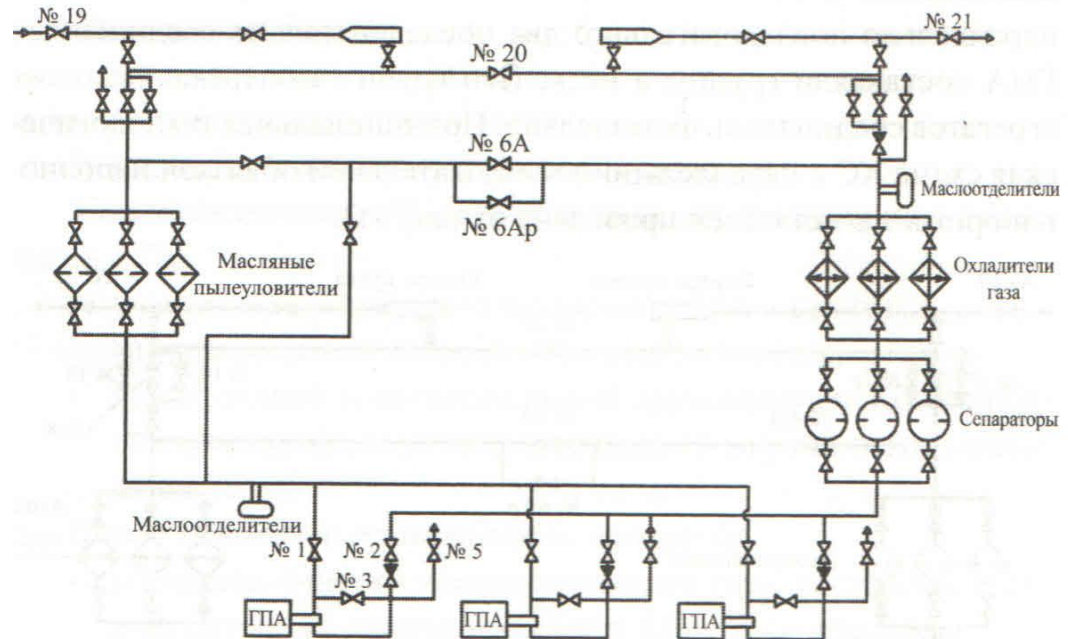 № 19
№ 20
№ 21
№ 6А
№ 6Ар
Маслоотделители
Масляные
пылеуловители
Охладители
газа
Сепараторы
Маслоотделители
№ 1
№ 2
№ 5
№ 3
ГПА
ГПА
ГПА